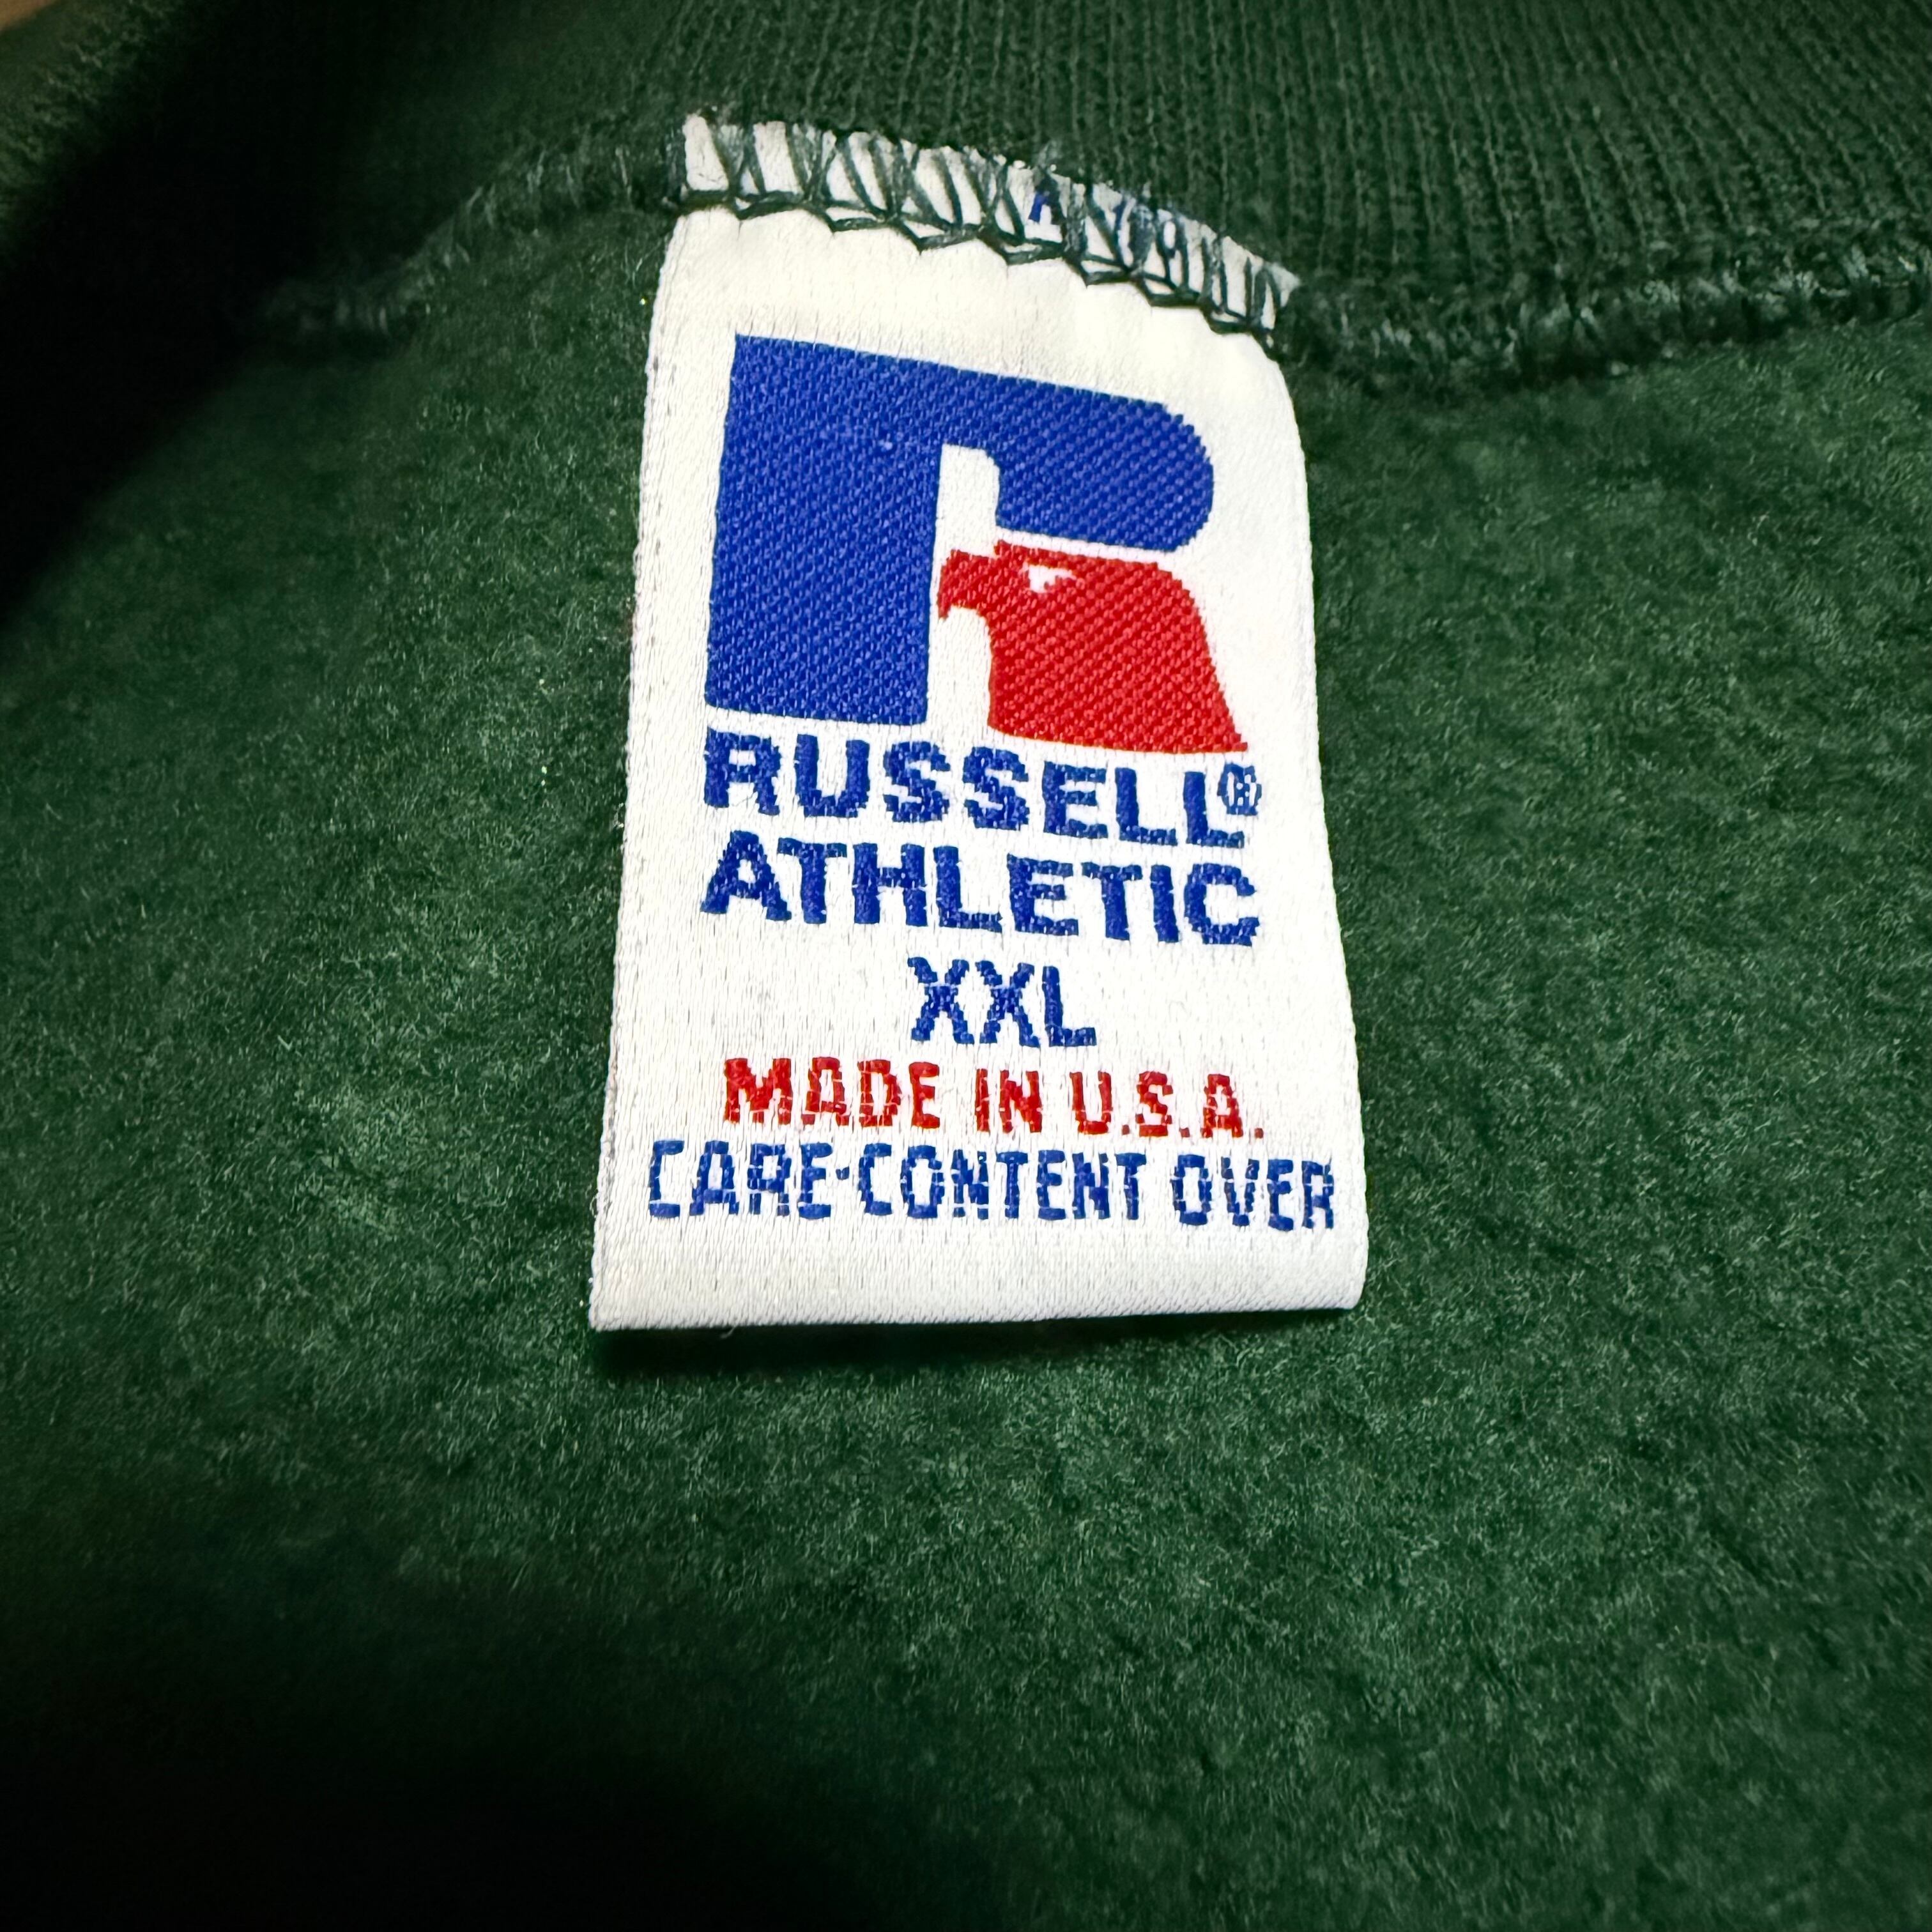 RUSSELL®
ATHLETIC
XXL
MADE IN U.S.A.
CARE·CONTENT OVER